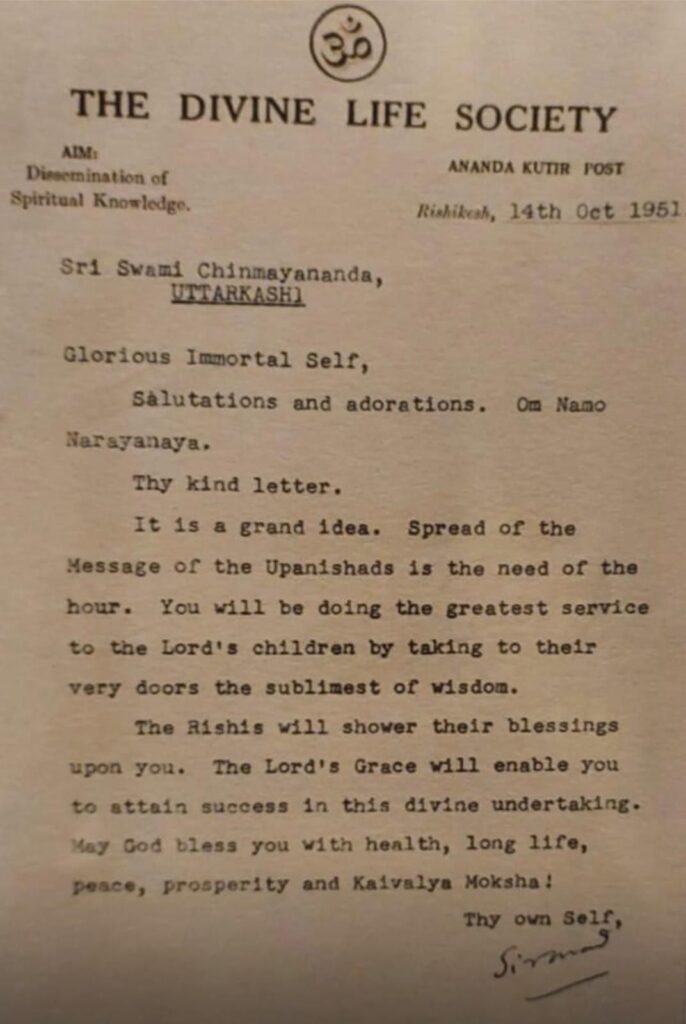 ॐ
THE DIVINE LIFE SOCIETY
AIM:
Dissemination of
Spiritual Knowledge.
ANANDA KUTIR POST
Rishikesh, 14th Oct 1951
Sri Swami Chinmayananda,
UTTARKASHI
Glorious Immortal Self,
Salutations and adorations. Om Namo
Narayanaya.
Thy kind letter.
It is a grand idea. Spread of the
Message of the Upanishads is the need of the
hour. You will be doing the greatest service
to the Lord's children by taking to their
very doors the sublimest of wisdom.
The Rishis will shower their blessings
upon you. The Lord's Grace will enable you
to attain success in this divine undertaking.
May God bless you with health, long life,
peace, prosperity and Kaivalya Moksha!
Thy own Self,